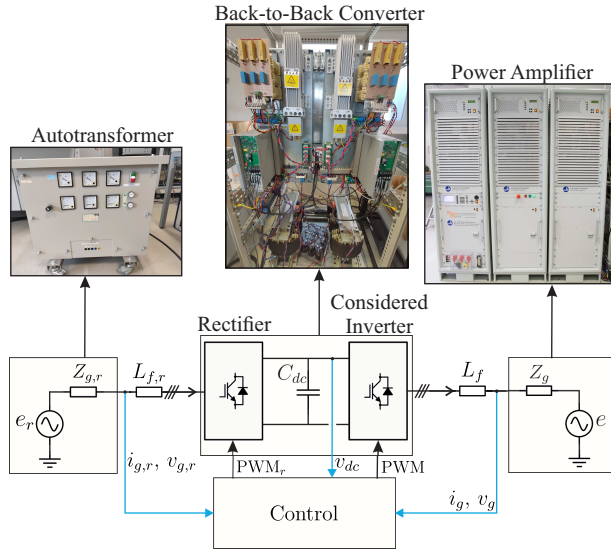 Back-to-Back Converter
Power Amplifier
Autotransformer
Considered
Rectifier
Inverter
Z_{g,r}
L_{f,r}
C_{dc}
L_f
Z_g
e_r
e
i_{g,r}, v_{g,r}
PWM_r
v_{dc}
PWM
i_g, v_g
Control